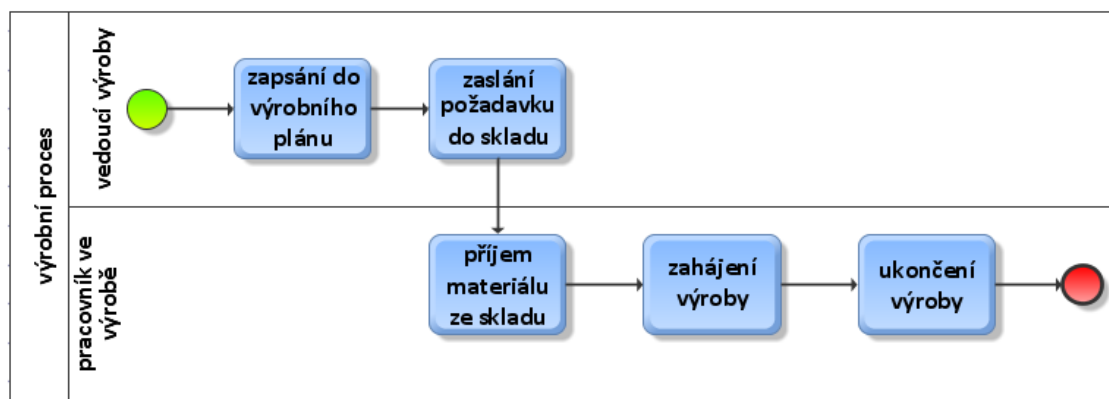 výrobní proces
vedoucí výroby
zapsání do
výrobního
plánu
zaslání
požadavku
do skladu
pracovník ve
výrobě
příjem
materiálu
ze skladu
zahájení
výroby
ukončení
výroby